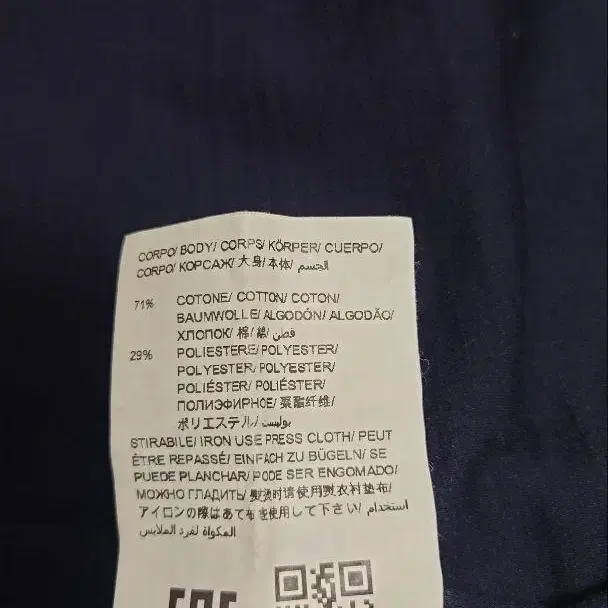 CORPO/ BODY/ CORPS/ KÖRPER/ CUERPO/
CORPO/ КОРСАЖ/ 大身/ 本体/ الجسم
71% COTONE/ COTTON/ COTON/
BAUMWOLLE/ ALGODÓN/ ALGODÃO/
ХЛОПОК/ 棉/ 綿/ قطن
29% POLIESTERE/ POLYESTER/
POLYESTER/ POLYESTER/
POLIÉSTER/ POLIÉSTER/
ПОЛИЭФИРНОЕ/ 聚酯纤维/
ポリエステル/ بوليستر
STIRABILE/ IRON USE PRESS CLOTH/ PEUT
ÊTRE REPASSÉ/ EINFACH ZU BÜGELN/ SE
PUEDE PLANCHAR/ PODE SER ENGOMADO/
МОЖНО ГЛАДИТЬ/ 熨烫时请使用熨衣衬垫布/
アイロンの際はあて布を使用して下さい/ استخدام
المكواة لفرد الملابس